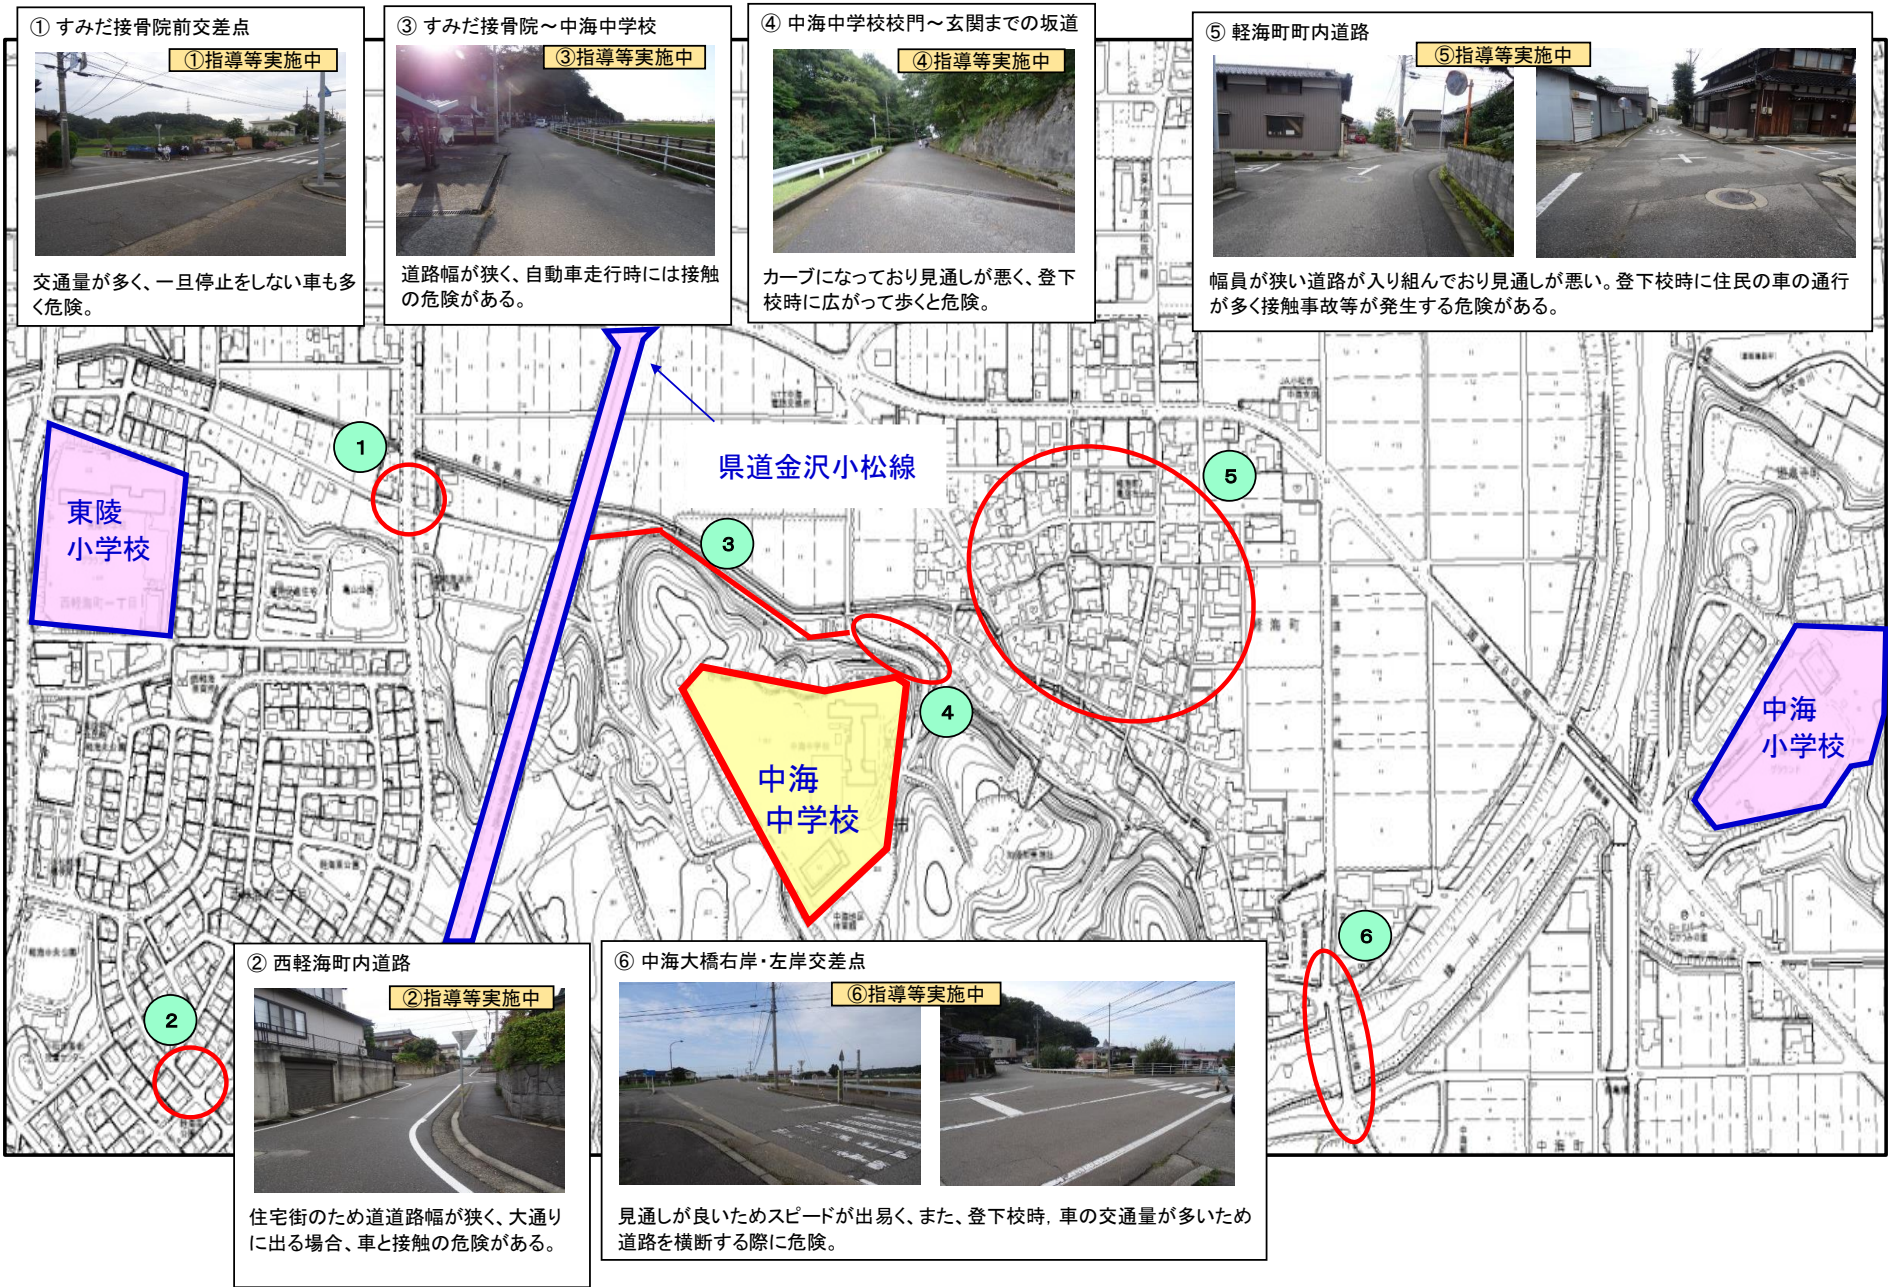 ① すみだ接骨院前交差点
①指導等実施中
交通量が多く、一旦停止をしない車も多
く危険。
③ すみだ接骨院～中海中学校
③指導等実施中
道路幅が狭く、自動車走行時には接触
の危険がある。
④ 中海中学校校門～玄関までの坂道
④指導等実施中
カーブになっており見通しが悪く、登下
校時に広がって歩くと危険。
⑤ 軽海町町内道路
⑤指導等実施中
幅員が狭い道路が入り組んでおり見通しが悪い。登下校時に住民の車の通行
が多く接触事故等が発生する危険がある。
県道金沢小松線
1
5
3
東陵
小学校
西軽海町一丁目
軽海町
4
中海
小学校
中海
中学校
6
2
② 西軽海町内道路
②指導等実施中
住宅街のため道道路幅が狭く、大通り
に出る場合、車と接触の危険がある。
⑥ 中海大橋右岸・左岸交差点
⑥指導等実施中
見通しが良いためスピードが出易く、また、登下校時, 車の交通量が多いため
道路を横断する際に危険。
中海町